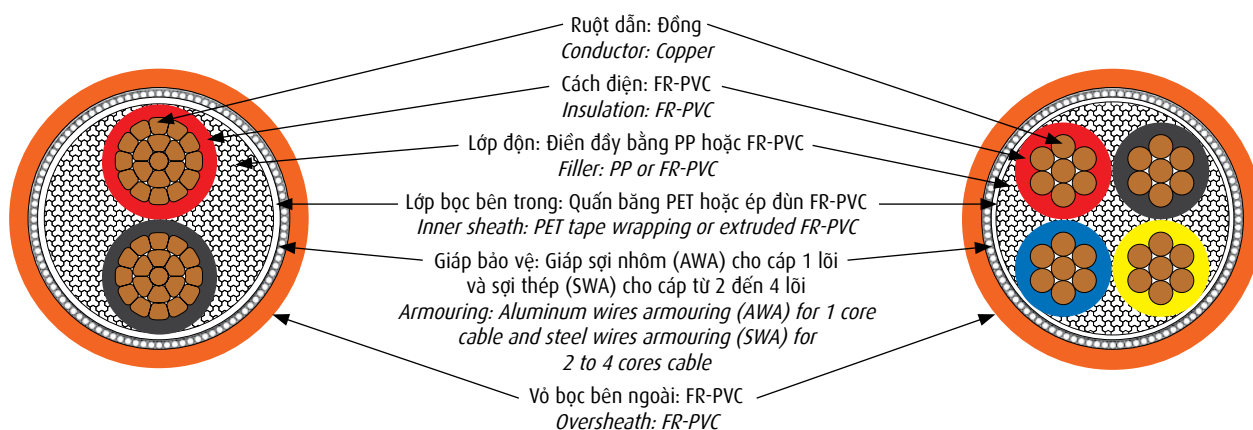 Ruột dẫn: Đồng
Conductor: Copper
Cách điện: FR-PVC
Insulation: FR-PVC
Lớp độn: Điền đầy bằng PP hoặc FR-PVC
Filler: PP or FR-PVC
Lớp bọc bên trong: Quấn băng PET hoặc ép đùn FR-PVC
Inner sheath: PET tape wrapping or extruded FR-PVC
Giáp bảo vệ: Giáp sợi nhôm (AWA) cho cáp 1 lõi
và sợi thép (SWA) cho cáp từ 2 đến 4 lõi
Armouring: Aluminum wires armouring (AWA) for 1 core
cable and steel wires armouring (SWA) for
2 to 4 cores cable
Vỏ bọc bên ngoài: FR-PVC
Oversheath: FR-PVC